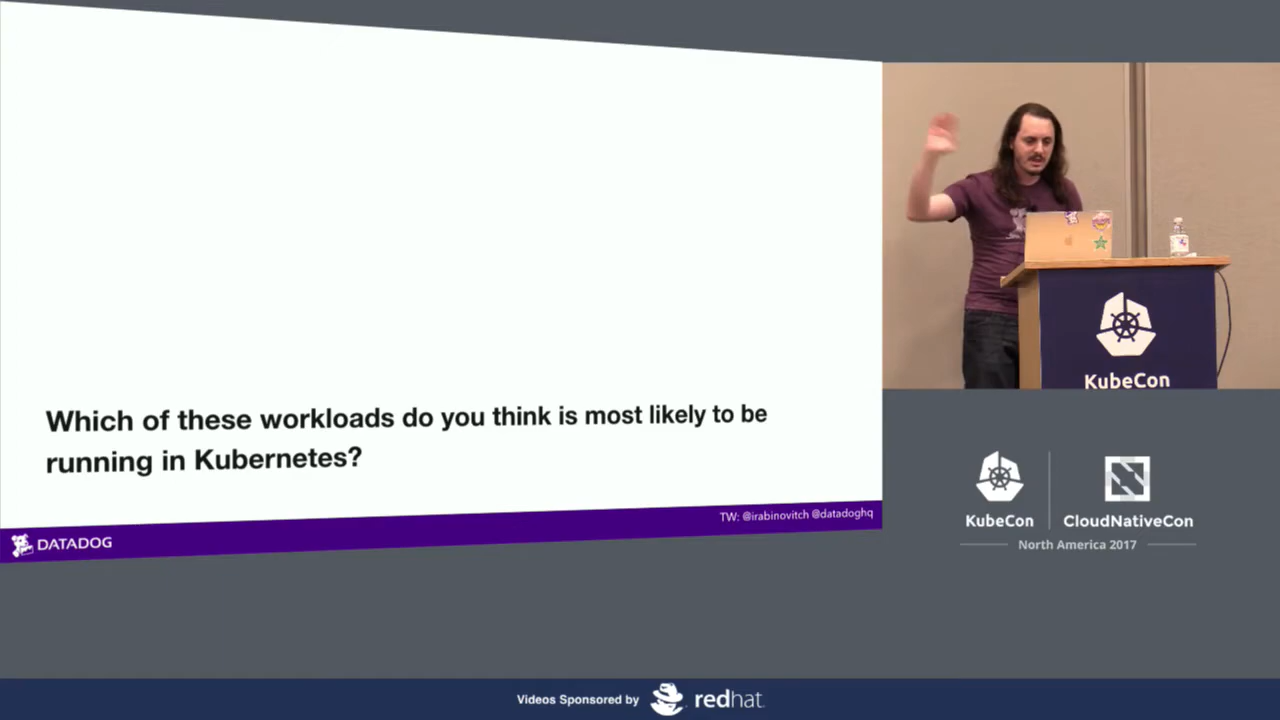 Which of these workloads do you think is most likely to be
running in Kubernetes?
TW: @irabinovitch @datadoghq
DATADOG
KubeCon
KubeCon
CloudNativeCon
North America 2017
Videos Sponsored by
redhat.